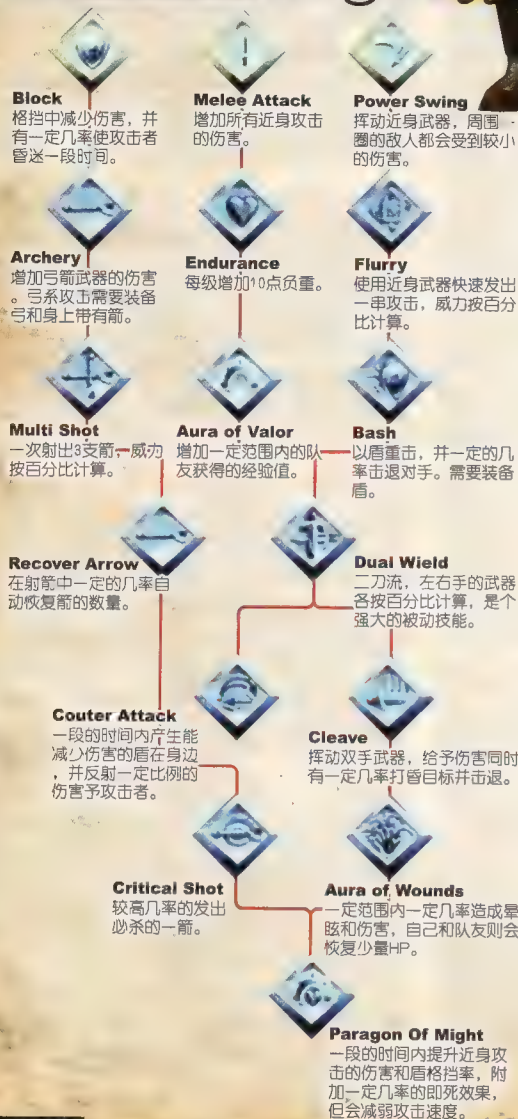 Block
格挡中减少伤害，并
有一定几率使攻击者
昏迷一段时间。
Melee Attack
增加所有近身攻击
的伤害。
Power Swing
挥动近身武器，周围一
圈的敌人都会受到较小
的伤害。
Archery
增加弓箭武器的伤害
。弓系攻击需要装备
弓和身上带有箭。
Endurance
每级增加10点负重。
Flurry
使用近身武器快速发出
一串攻击，威力按百分
比计算。
Multi Shot
一次射出3支箭，威力
按百分比计算。
Aura of Valor
增加一定范围内的队
友获得的经验值。
Bash
以盾重击，并一定的几
率击退对手。需要装备
盾。
Recover Arrow
在射箭中一定的几率自
动恢复箭的数量。
Dual Wield
二刀流，左右手的武器
各按百分比计算，是个
强大的被动技能。
Couter Attack
一段的时间内产生能
减少伤害的盾在身边
，并反射一定比例的
伤害予攻击者。
Cleave
挥动双手武器，给予伤害同时
有一定几率打昏目标并击退。
Critical Shot
较高几率的发出
必杀的一箭。
Aura of Wounds
一定范围内一定几率造成晕
眩和伤害，自己和队友则会
恢复少量HP。
Paragon Of Might
一段的时间内提升近身攻
击的伤害和盾格挡率，附
加一定几率的即死效果，
但会减弱攻击速度。